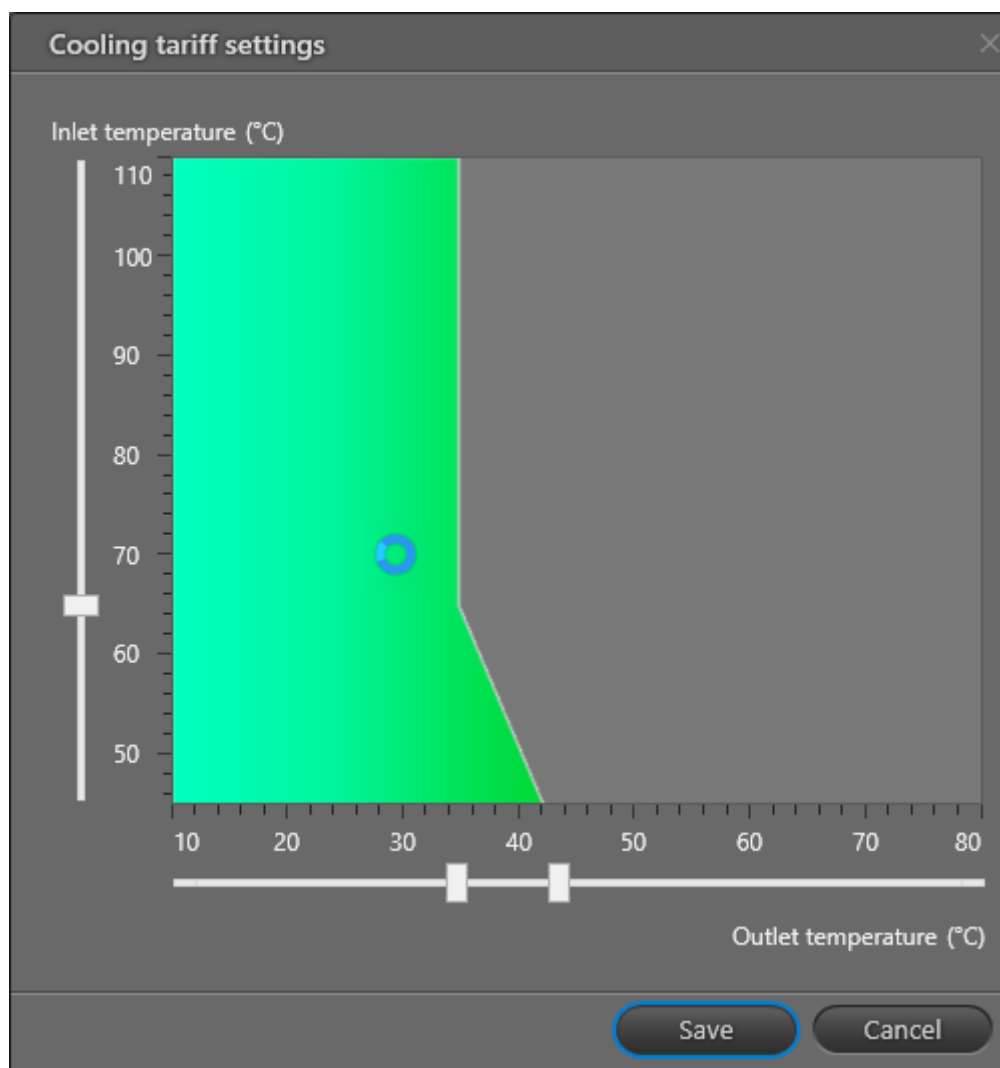 Cooling tariff settings
Inlet temperature (°C)
110
100
90
80
70
60
50
10 20 30 40 50 60 70 80
Outlet temperature (°C)
Save Cancel